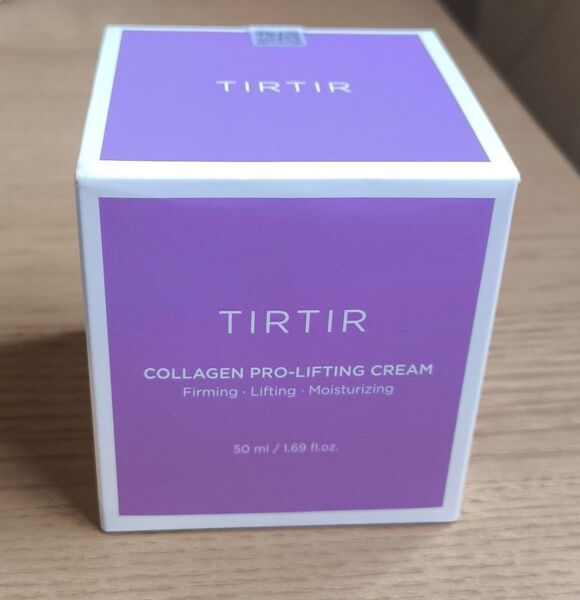 TIRTIR
TIRTIR
COLLAGEN PRO-LIFTING CREAM
Firming · Lifting · Moisturizing
50 ml / 1.69 fl.oz.